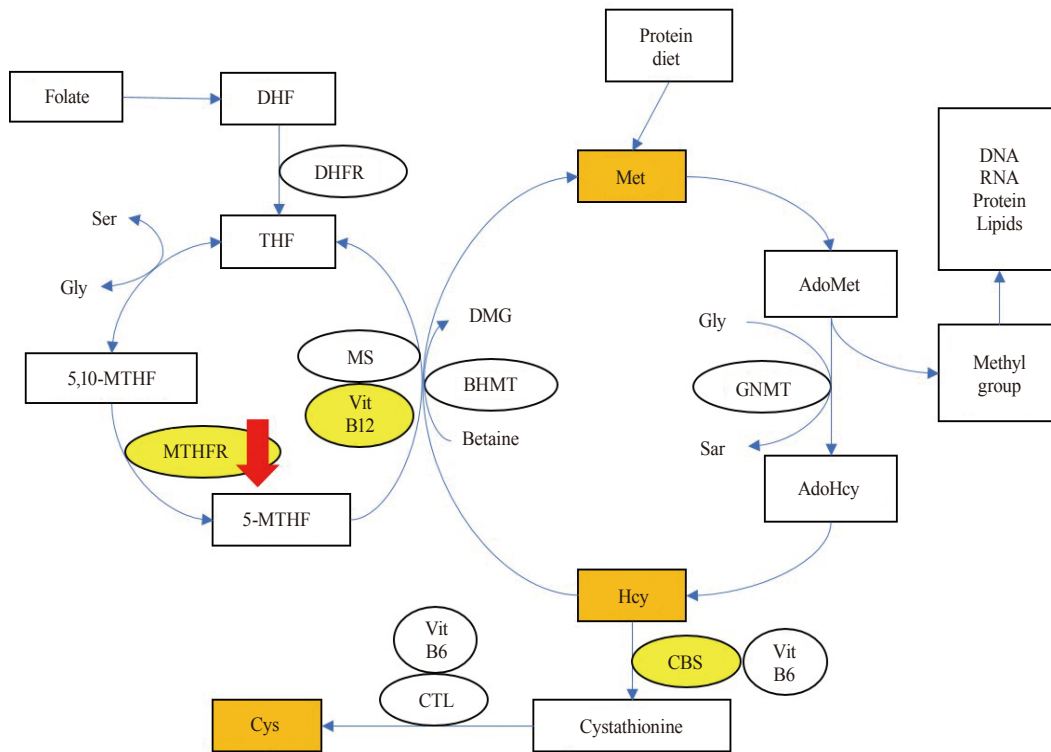 Protein
diet
Folate
DHF
DHFR
Met
DNA
RNA
Protein
Lipids
Ser
THF
Gly
AdoMet
DMG
Gly
MS
5,10-MTHF
BHMT
GNMT
Methyl
group
Vit
B12
Betaine
MTHFR
Sar
AdoHcy
5-MTHF
Hcy
Vit
B6
CBS
Vit
B6
CTL
Cys
Cystathionine